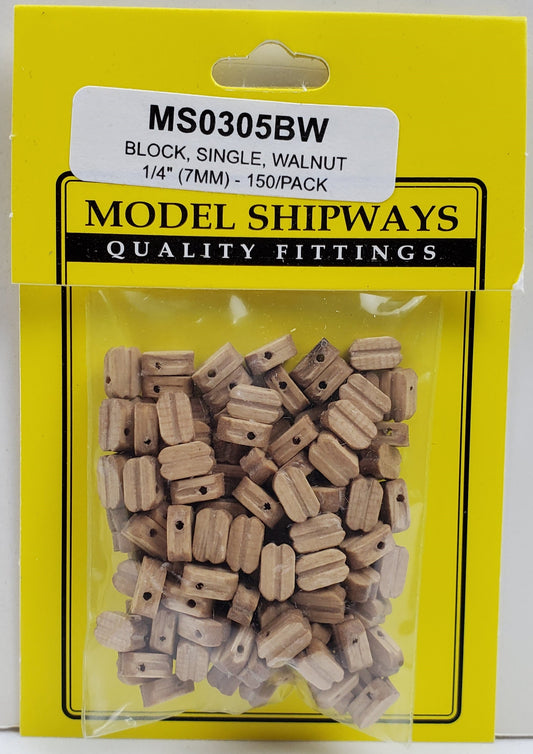 MS0305BW
BLOCK, SINGLE, WALNUT
1/4" (7MM) - 150/PACK
MODEL SHIPWAYS
QUALITY FITTINGS